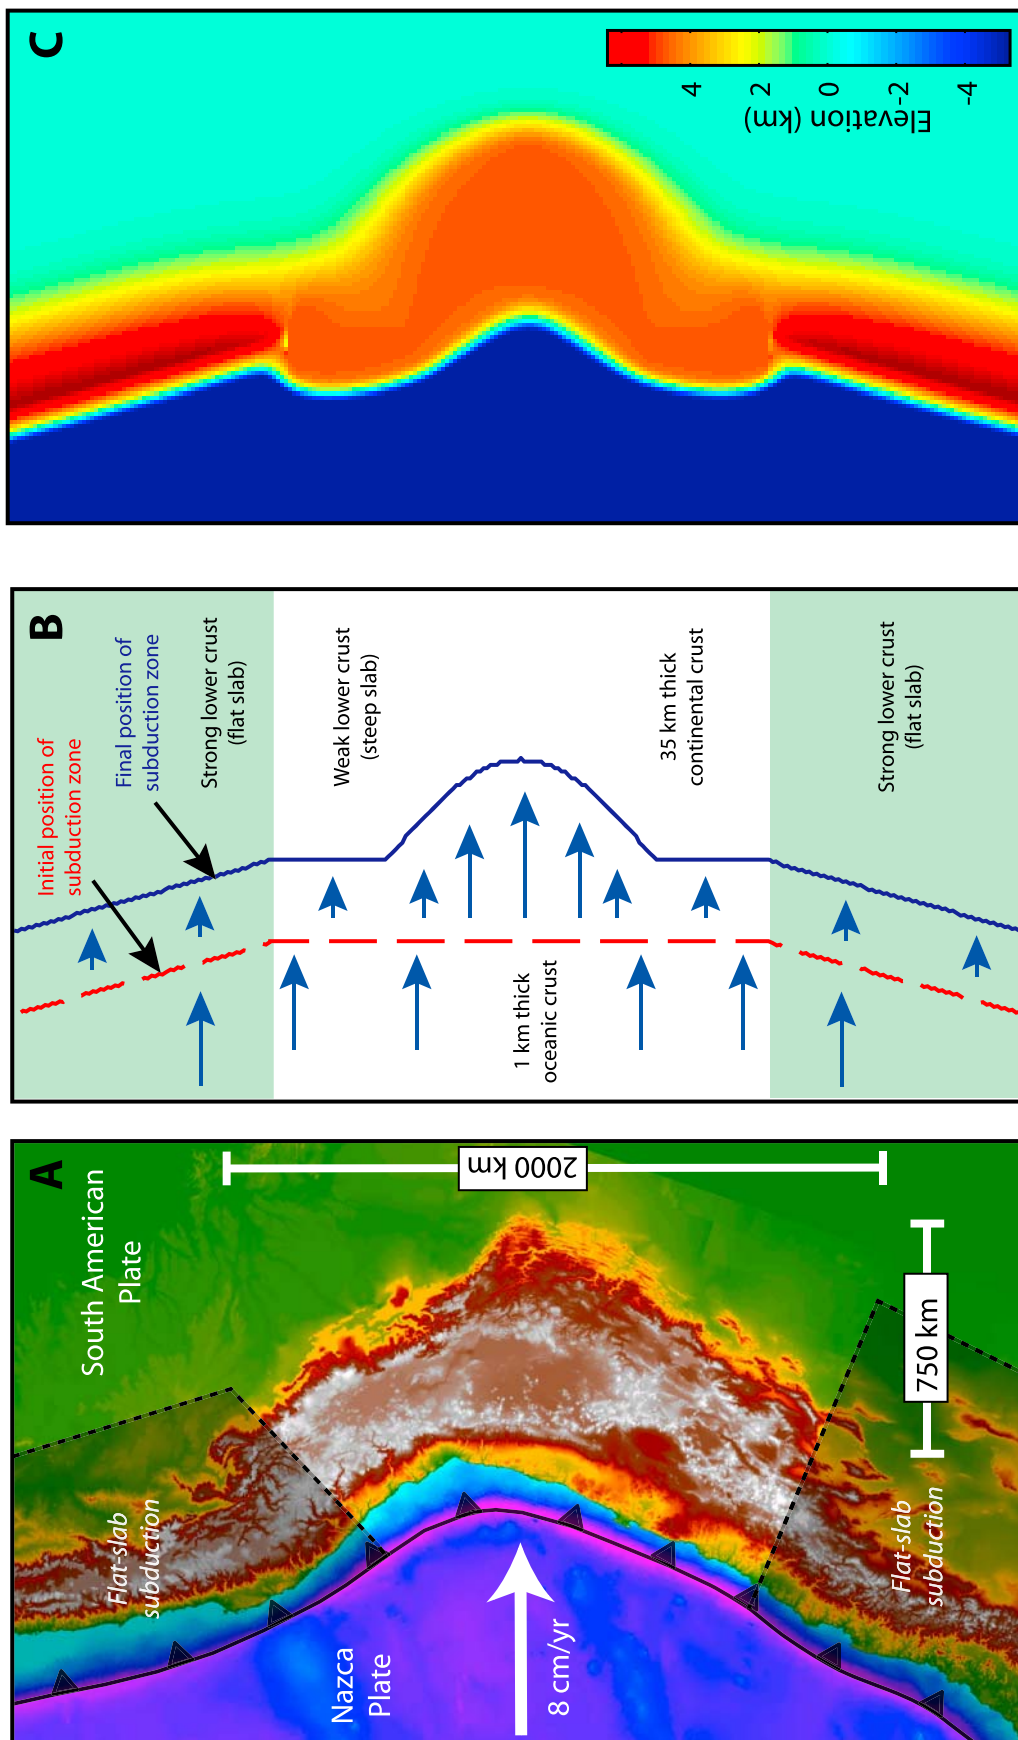 A
South American
Plate
2000 km
750 km
Flat-slab
subduction
Flat-slab
subduction
Nazca
Plate
8 cm/yr
B
Initial position of
subduction zone
Final position of
subduction zone
Strong lower crust
(flat slab)
Weak lower crust
(steep slab)
35 km thick
continental crust
Strong lower crust
(flat slab)
1 km thick
oceanic crust
C
4
2
0
-2
-4
Elevation (km)